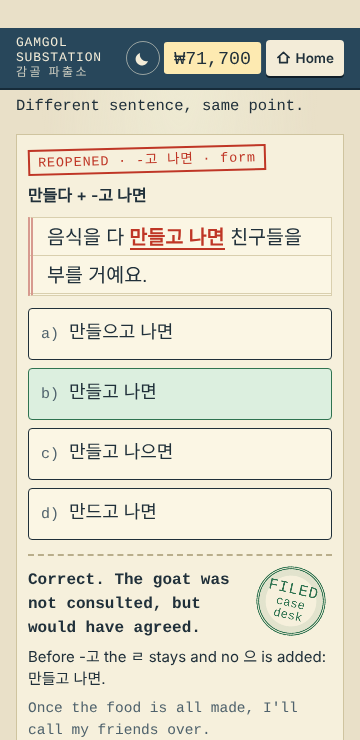 GAMGOL
SUBSTATION
감골 파출소
₩71,700
Home
Different sentence, same point.
REOPENED · -고 나면 · form
만들다 + -고 나면
음식을 다 만들고 나면 친구들을
부를 거예요.
a) 만들으고 나면
b) 만들고 나면
c) 만들고 나으면
d) 만드고 나면
Correct. The goat was
not consulted, but
would have agreed.
FILED
case
desk
Before -고 the ㄹ stays and no 으 is added:
만들고 나면.
Once the food is all made, I'll
call my friends over.